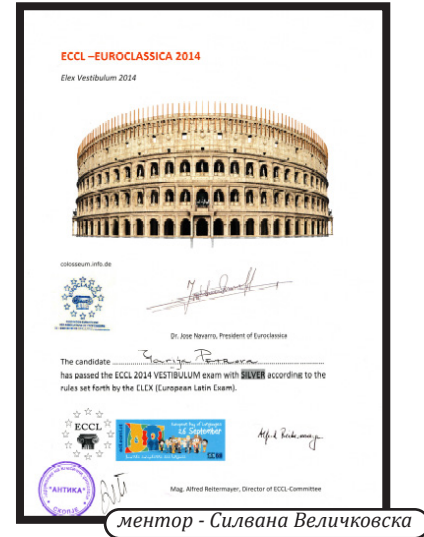 ECCL –EUROCLASSICA 2014
Elex Vestibulum 2014
colosseum.info.de
EUROCLASSICA
Dr. Jose Navarro, President of Euroclassica
The candidate Marija Petkova
has passed the ECCL 2014 VESTIBULUM exam with SILVER according to the
rules set forth by the ELEX (European Latin Exam).
ECCL
European Day of Languages
26 September
"АНТИКА"
СКОПЈЕ
Mag. Alfred Reitermayer, Director of ECCL-Committee
ментор - Силвана Величковска